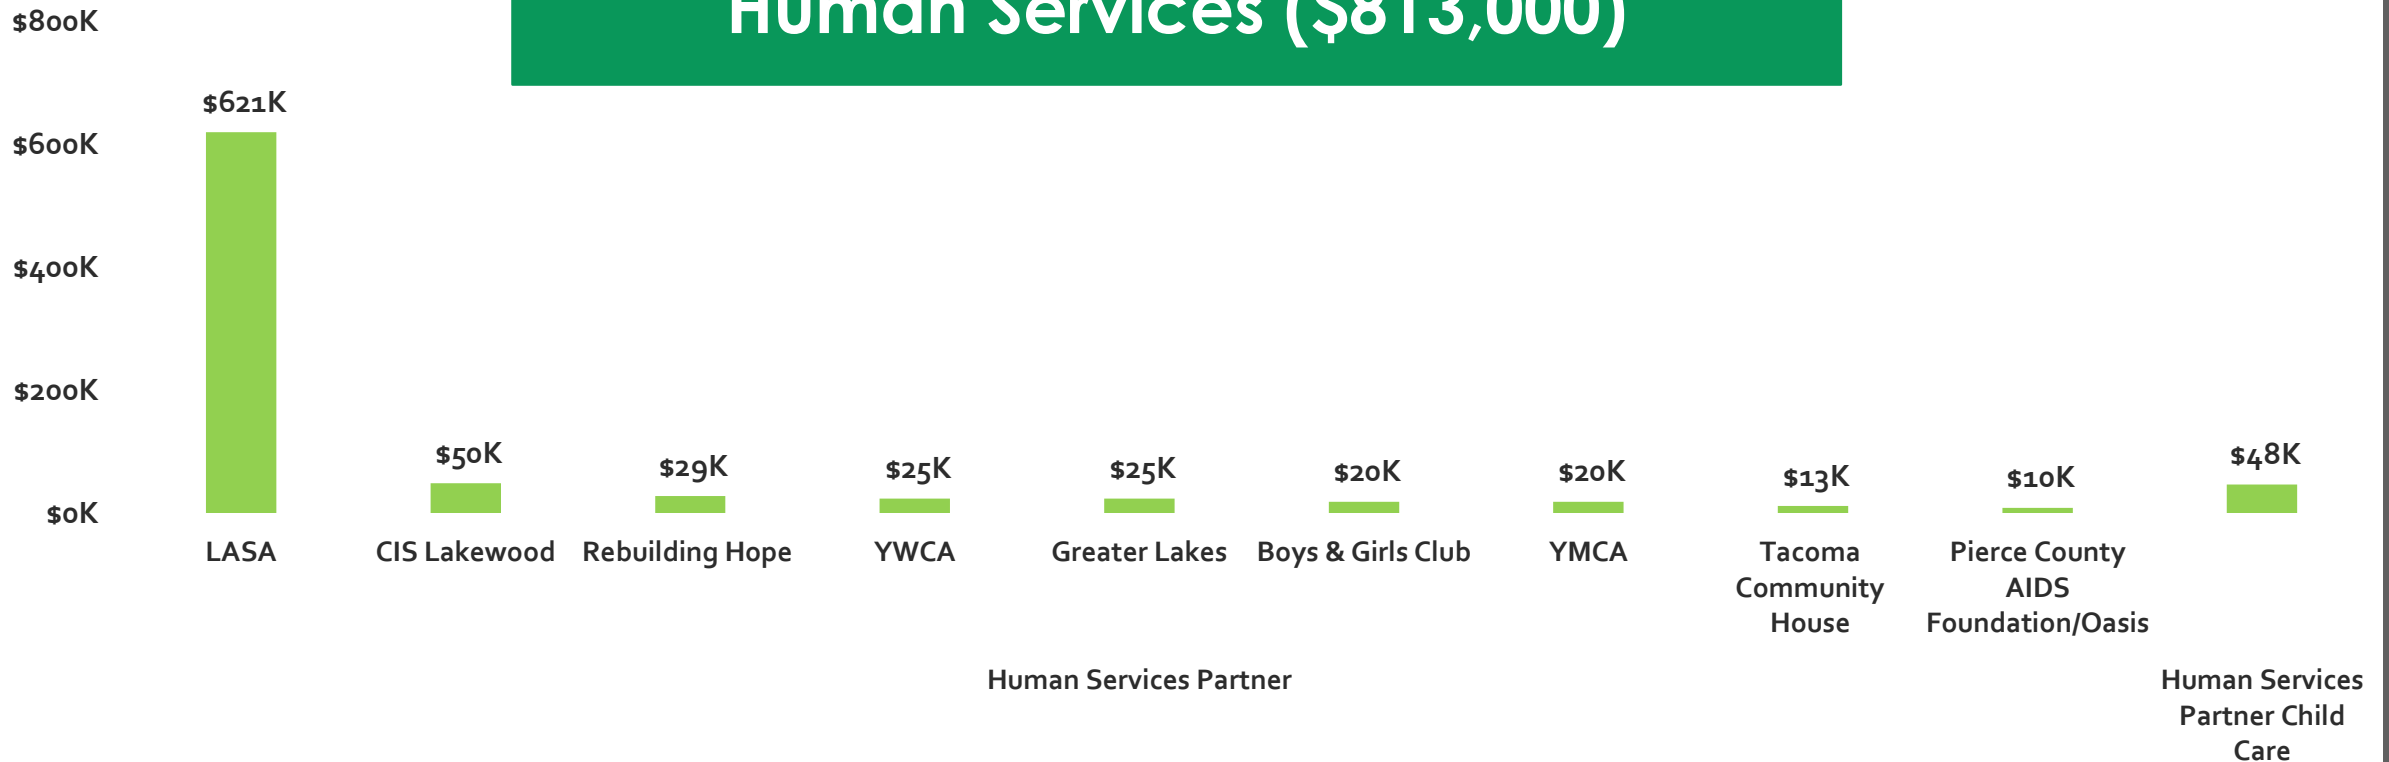 Human Services ($813,000)
$800K
$600K
$400K
$200K
$0K
$621K
$50K
$29K
$25K
$25K
$20K
$20K
$13K
$10K
$48K
LASA
CIS Lakewood
Rebuilding Hope
YWCA
Greater Lakes
Boys & Girls Club
YMCA
Tacoma
Community
House
Pierce County
AIDS
Foundation/Oasis
Human Services Partner
Human Services
Partner Child
Care